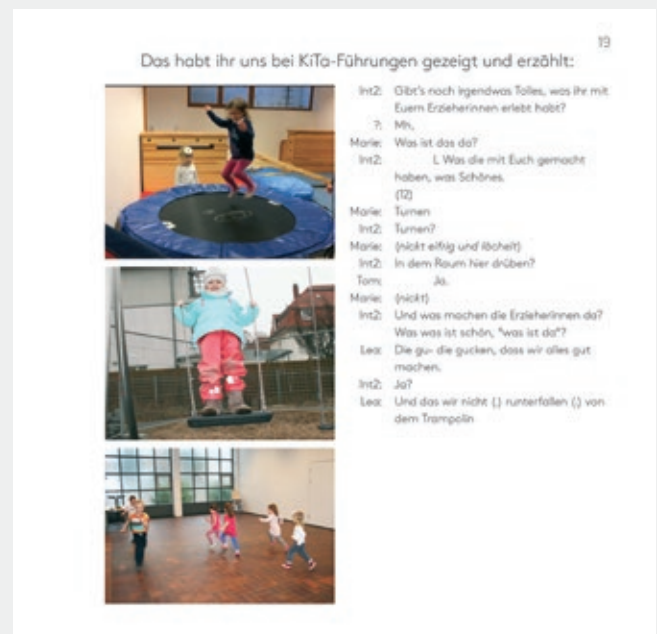 19
Das habt ihr uns bei KiTa-Führungen gezeigt und erzählt:
Int2: Gibt's noch irgendwas Tolles, was ihr mit
Euern Erzieherinnen erlebt habt?
?: Mh,
Marie: Was ist das da?
Int2: L Was die mit Euch gemacht
haben, was Schönes.
(12)
Marie: Turnen
Int2: Turnen?
Marie: (nickt eifrig und lächelt)
Int2: In dem Raum hier drüben?
Tom: Ja.
Marie: (nickt)
Int2: Und was machen die Erzieherinnen da?
Was was ist schön, "was ist da"?
Lea: Die gu- die gucken, dass wir alles gut
machen.
Int2: Ja?
Lea: Und das wir nicht (.) runterfallen (.) von
dem Trampolin